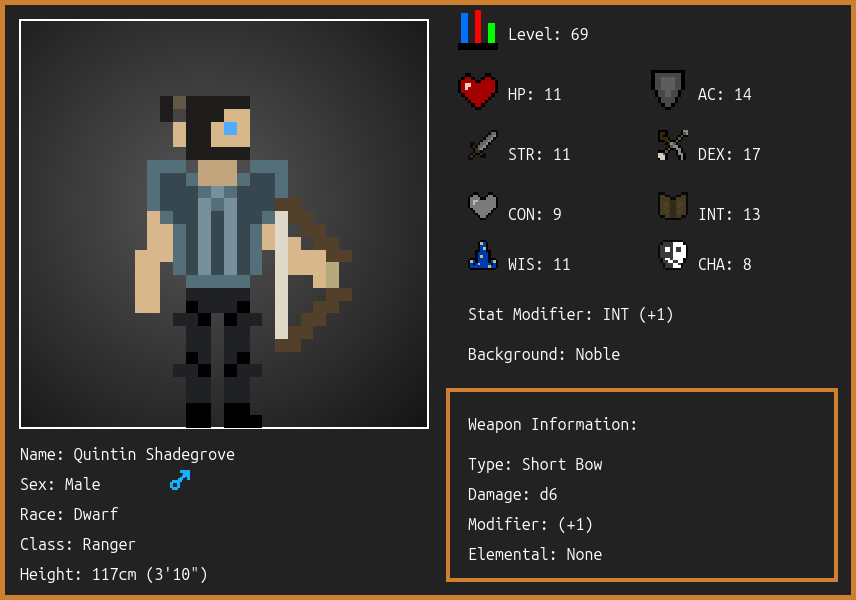 Level: 69
HP: 11
AC: 14
STR: 11
DEX: 17
CON: 9
INT: 13
WIS: 11
CHA: 8
Stat Modifier: INT (+1)
Background: Noble
Weapon Information:
Type: Short Bow
Damage: d6
Modifier: (+1)
Elemental: None
Name: Quintin Shadegrove
Sex: Male
Race: Dwarf
Class: Ranger
Height: 117cm (3'10")